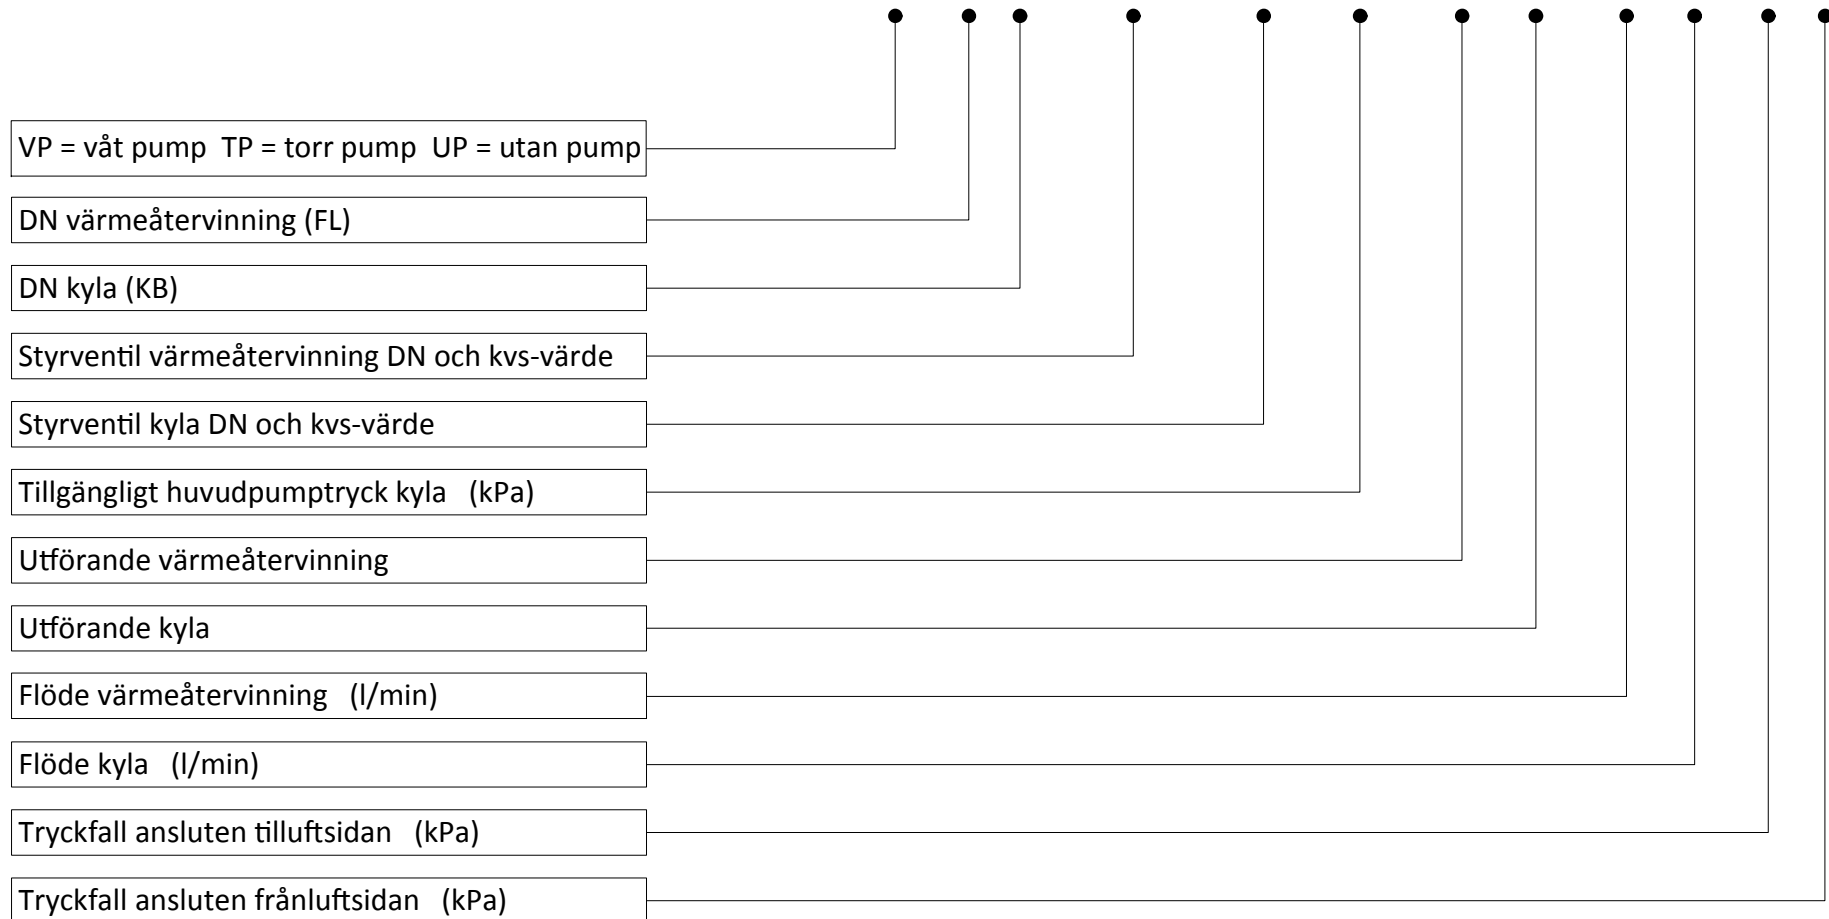 VP = våt pump  TP = torr pump  UP = utan pump
DN värmeåtervinning (FL)
DN kyla (KB)
Styrventil värmeåtervinning DN och kvs-värde
Styrventil kyla DN och kvs-värde
Tillgängligt huvudpumptryck kyla   (kPa)
Utförande värmeåtervinning
Utförande kyla
Flöde värmeåtervinning   (l/min)
Flöde kyla   (l/min)
Tryckfall ansluten tilluftsidan   (kPa)
Tryckfall ansluten frånluftsidan   (kPa)